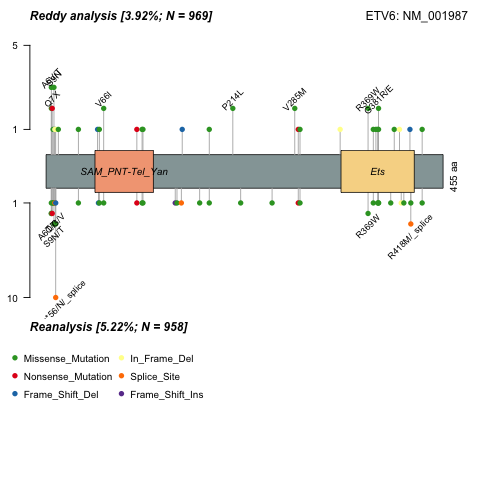 Reddy analysis [3.92%; N = 969]
ETV6: NM_001987
5
1
Q7X
V66I
P214L
V285M
R369W
G381R/E
SAM_PNT-Tel_Yan
Ets
455 aa
1
10
S9N/T
R369W
R418M/_splice
Reanalysis [5.22%; N = 958]
Missense_Mutation
In_Frame_Del
Nonsense_Mutation
Splice_Site
Frame_Shift_Del
Frame_Shift_Ins